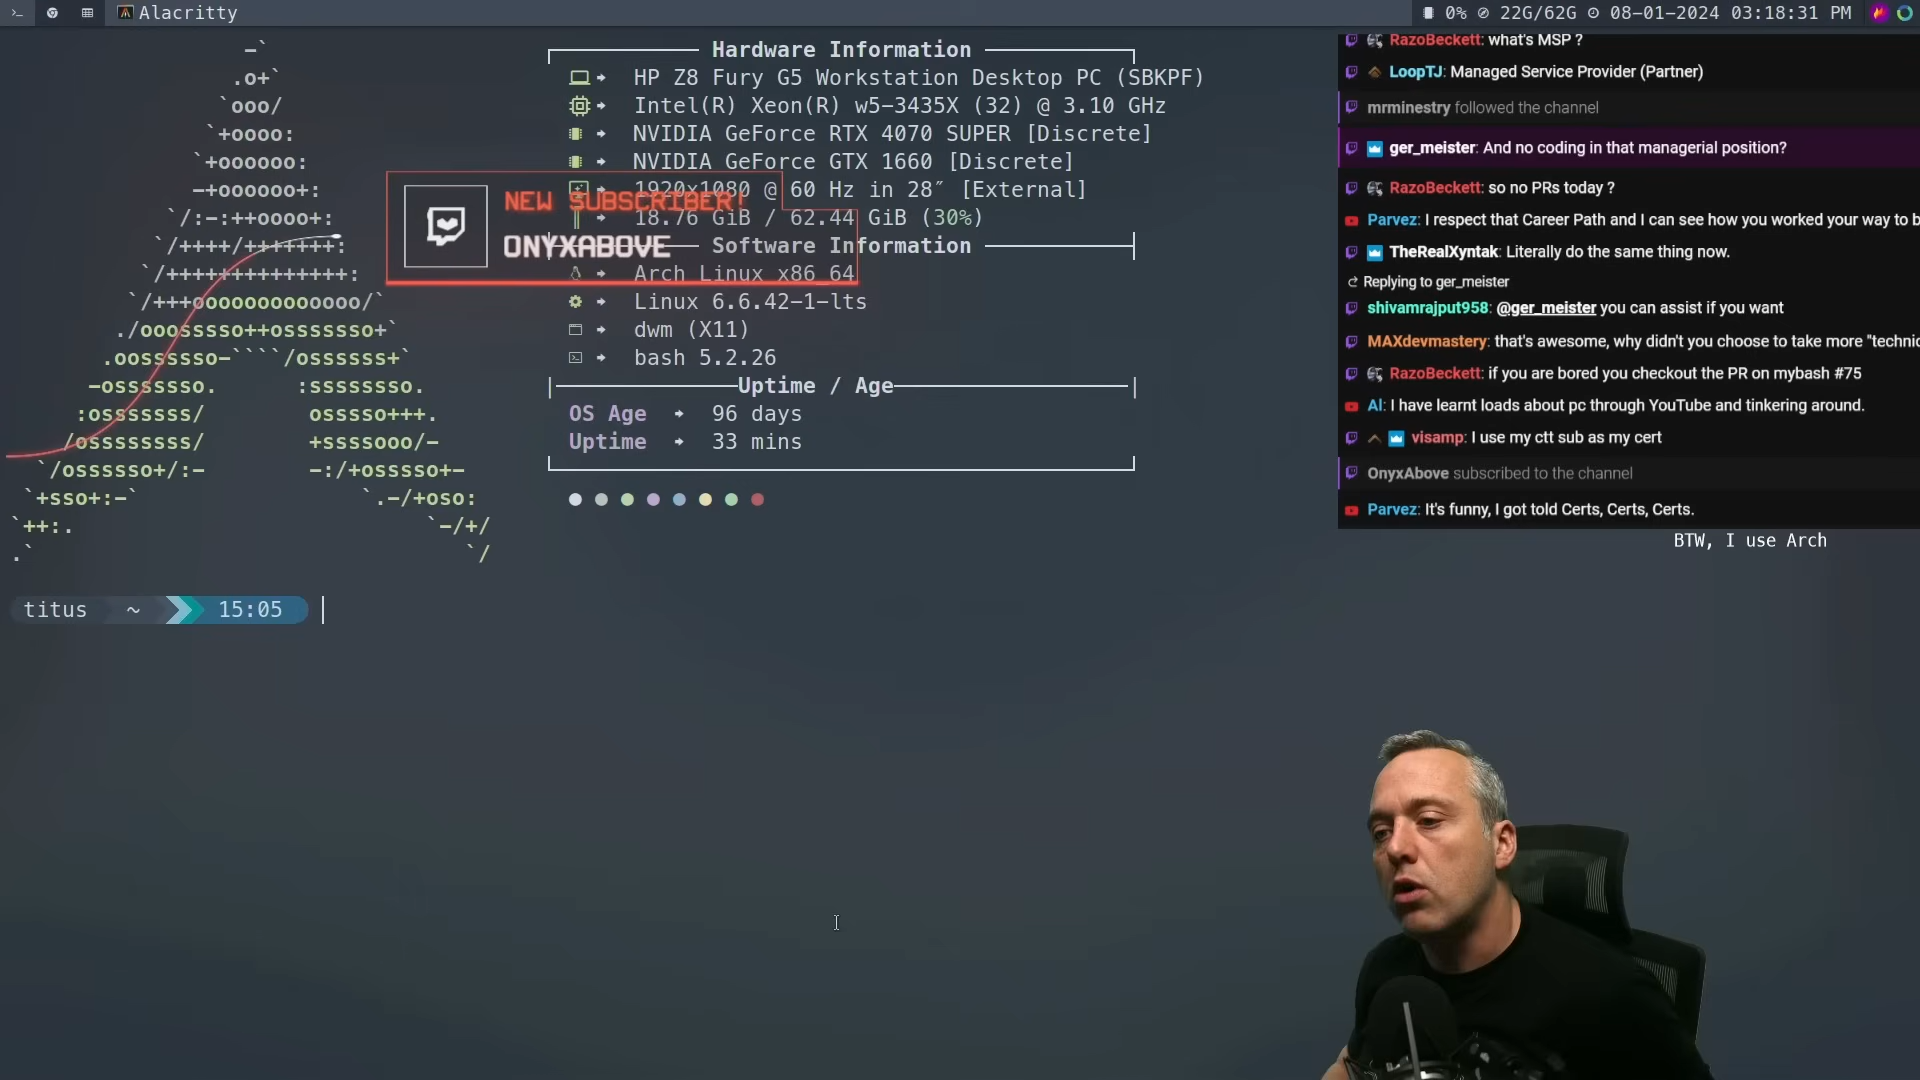 Alacritty
0% 22G/62G 08-01-2024 03:18:31 PM
Hardware Information
HP Z8 Fury G5 Workstation Desktop PC (SBKPF)
Intel(R) Xeon(R) w5-3435X (32) @ 3.10 GHz
NVIDIA GeForce RTX 4070 SUPER [Discrete]
NVIDIA GeForce GTX 1660 [Discrete]
1920x1080 @ 60 Hz in 28″ [External]
18.76 GiB / 62.44 GiB (30%)
Software Information
Arch Linux x86_64
Linux 6.6.42-1-lts
dwm (X11)
bash 5.2.26
Uptime / Age
OS Age 96 days
Uptime 33 mins
NEW SUBSCRIBER!
ONYXABOVE
titus ~ 15:05
RazoBeckett: what's MSP ?
LoopTJ: Managed Service Provider (Partner)
mrminestry followed the channel
ger_meister: And no coding in that managerial position?
RazoBeckett: so no PRs today ?
Parvez: I respect that Career Path and I can see how you worked your way to
TheRealXyntak: Literally do the same thing now.
Replying to ger_meister
shivamrajput958: @ger_meister you can assist if you want
MAXdevmastery: that's awesome, why didn't you choose to take more
RazoBeckett: if you are bored you checkout the PR on mybash #75
Al: I have learnt loads about pc through YouTube and tinkering around.
visamp: I use my ctt sub as my cert
OnyxAbove subscribed to the channel
Parvez: It's funny, I got told Certs, Certs, Certs.
BTW, I use Arch